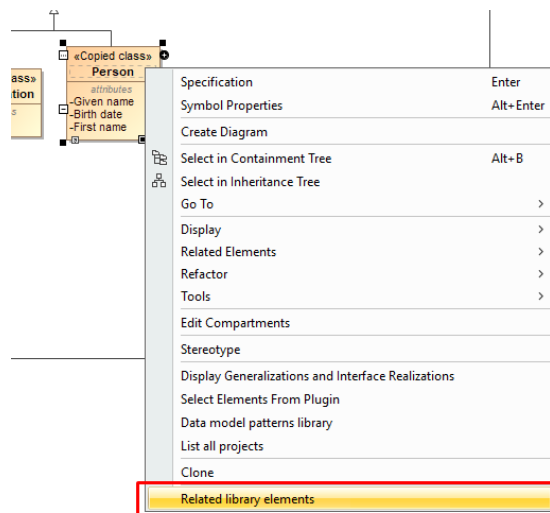 «Copied class»
Person
attributes
-Given name
-Birth date
-First name
ass»
tion
s
Specification Enter
Symbol Properties Alt+Enter
Create Diagram
Select in Containment Tree Alt+B
Select in Inheritance Tree
Go To
Display
Related Elements
Refactor
Tools
Edit Compartments
Stereotype
Display Generalizations and Interface Realizations
Select Elements From Plugin
Data model patterns library
List all projects
Clone
Related library elements